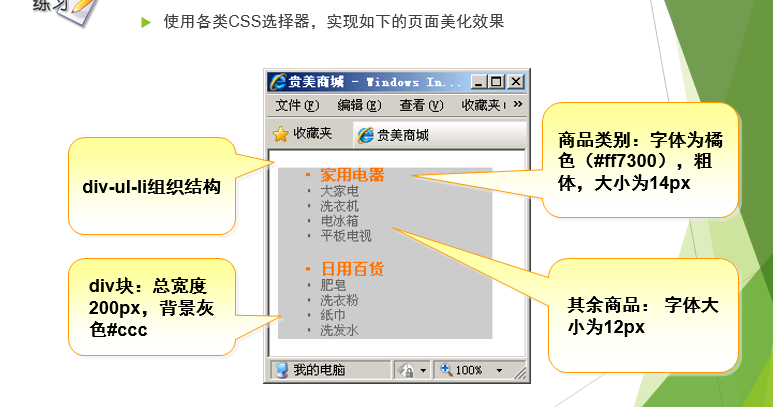 练习
使用各类CSS选择器，实现如下的页面美化效果
贵美商城 - Windows In...
文件(F) 编辑(E) 查看(V) 收藏夹 »
收藏夹 贵美商城
div-ul-li组织结构
家用电器
大家电
洗衣机
电冰箱
平板电视
日用百货
肥皂
洗衣粉
纸巾
洗发水
商品类别：字体为橘
色（#ff7300），粗
体，大小为14px
div块：总宽度
200px，背景灰
色#ccc
其余商品： 字体大
小为12px
我的电脑 100%